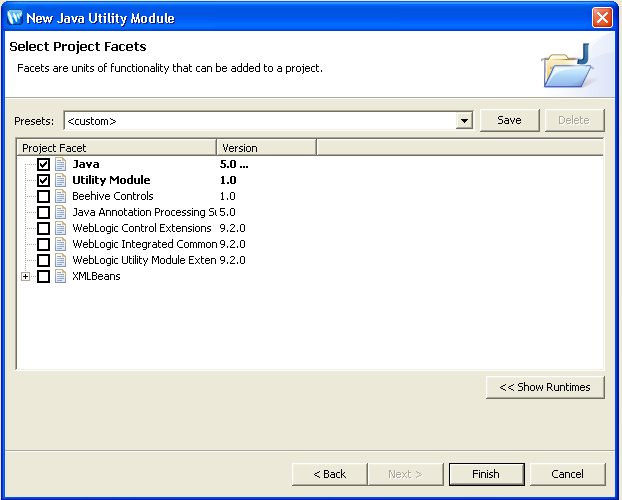 New Java Utility Module
Select Project Facets
Facets are units of functionality that can be added to a project.
Presets: <custom> Save Delete
Project Facet Version
Java 5.0 ...
Utility Module 1.0
Beehive Controls 1.0
Java Annotation Processing Su 5.0
WebLogic Control Extensions 9.2.0
WebLogic Integrated Common 9.2.0
WebLogic Utility Module Exten 9.2.0
XMLBeans
<< Show Runtimes
< Back Next > Finish Cancel